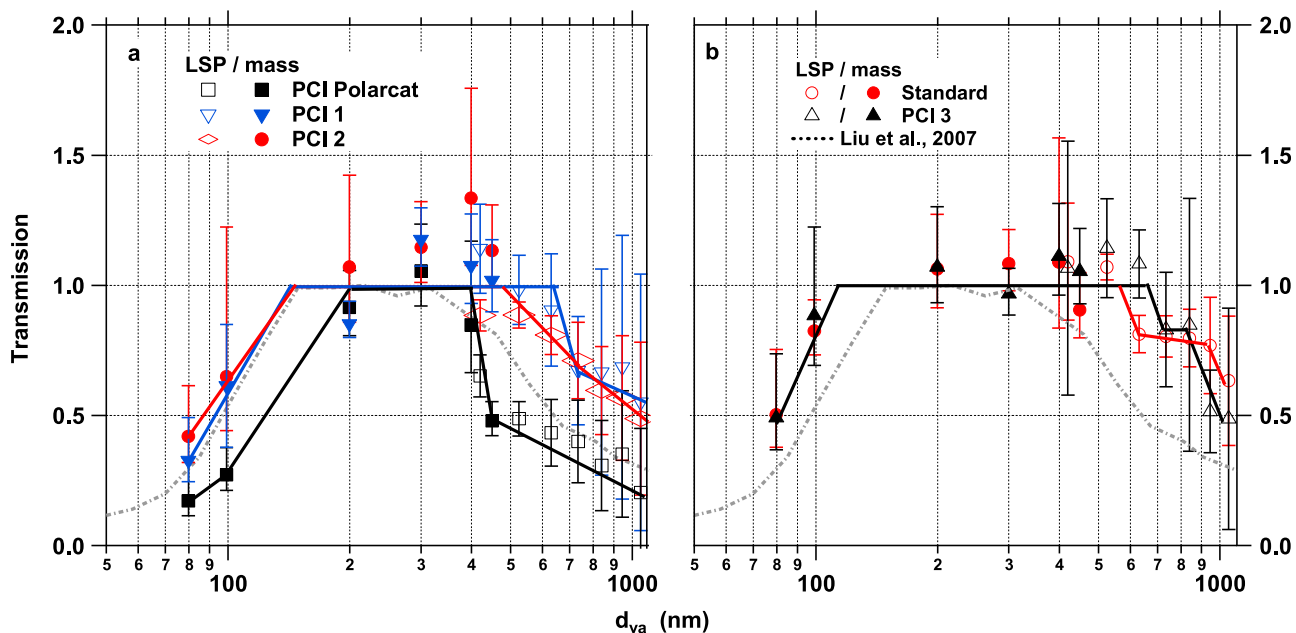 a
LSP / mass
PCI Polarcat
PCI 1
PCI 2
b
LSP / mass
/ Standard
/ PCI 3
Liu et al., 2007
Transmission
2.0
1.5
1.0
0.5
0.0
2.0
1.5
1.0
0.5
0.0
5 6 7 8 9 100 2 3 4 5 6 7 8 9 1000
5 6 7 8 9 100 2 3 4 5 6 7 8 9 1000
dva (nm)